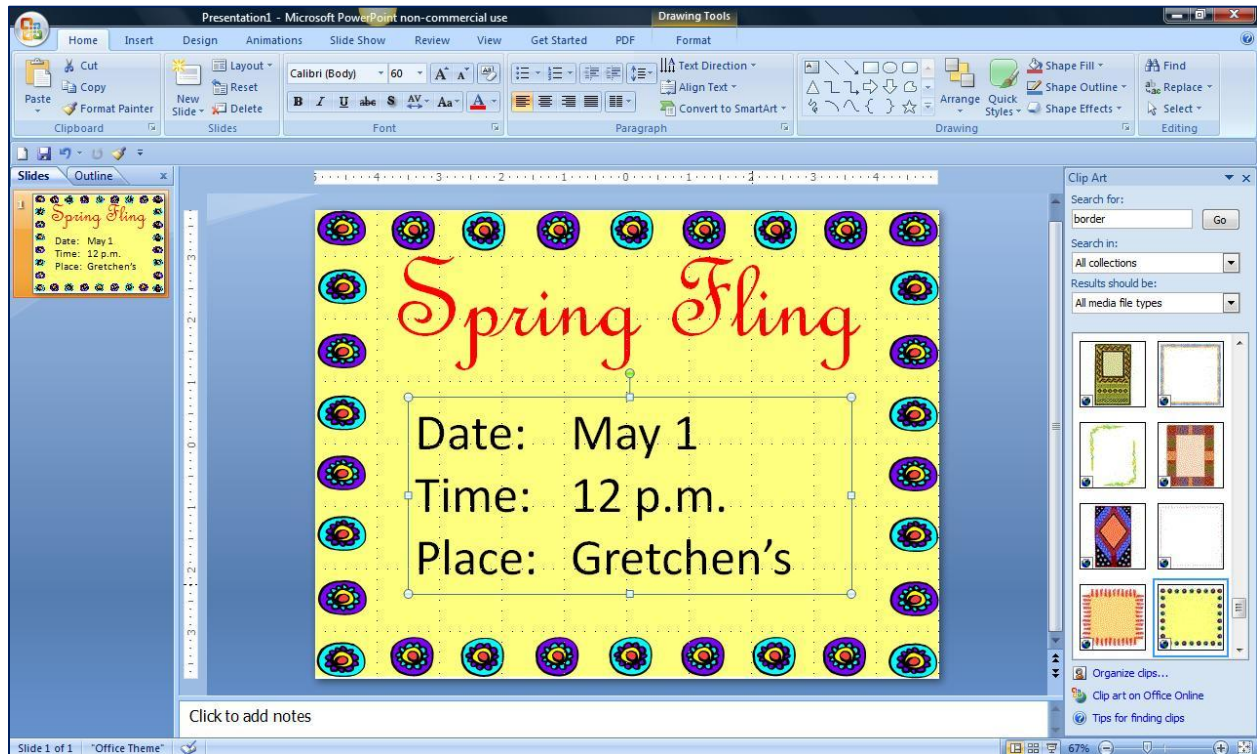 Presentation1 - Microsoft PowerPoint non-commercial use
Drawing Tools
Home Insert Design Animations Slide Show Review View Get Started PDF Format
Paste
Cut
Copy
Format Painter
Clipboard
New Slide
Layout
Reset
Delete
Slides
Calibri (Body) 60
B I U abc S AV Aa A
Font
Text Direction
Align Text
Convert to SmartArt
Paragraph
Arrange
Quick Styles
Shape Fill
Shape Outline
Shape Effects
Drawing
Find
Replace
Select
Editing
Slides Outline x
1
Spring Fling
Date: May 1
Time: 12 p.m.
Place: Gretchen's
Spring Fling
Date: May 1
Time: 12 p.m.
Place: Gretchen's
Click to add notes
Clip Art
Search for:
border Go
Search in:
All collections
Results should be:
All media file types
Organize clips...
Clip art on Office Online
Tips for finding clips
Slide 1 of 1 "Office Theme" 67%